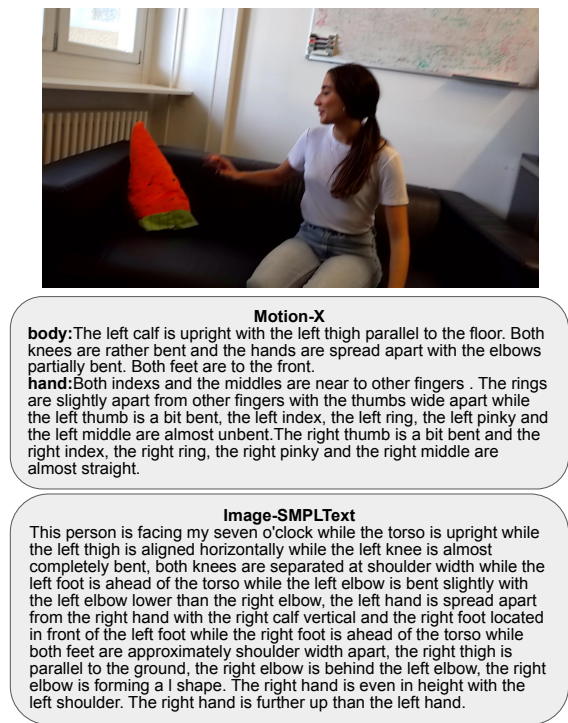 Motion-X
body:The left calf is upright with the left thigh parallel to the floor. Both
knees are rather bent and the hands are spread apart with the elbows
partially bent. Both feet are to the front.
hand:Both indexs and the middles are near to other fingers . The rings
are slightly apart from other fingers with the thumbs wide apart while
the left thumb is a bit bent, the left index, the left ring, the left pinky and
the left middle are almost unbent.The right thumb is a bit bent and the
right index, the right ring, the right pinky and the right middle are
almost straight.
Image-SMPLText
This person is facing my seven o'clock while the torso is upright while
the left thigh is aligned horizontally while the left knee is almost
completely bent, both knees are separated at shoulder width while the
left foot is ahead of the torso while the left elbow is bent slightly with
the left elbow lower than the right elbow, the left hand is spread apart
from the right hand with the right calf vertical and the right foot located
in front of the left foot while the right foot is ahead of the torso while
both feet are approximately shoulder width apart, the right thigh is
parallel to the ground, the right elbow is behind the left elbow, the right
elbow is forming a l shape. The right hand is even in height with the
left shoulder. The right hand is further up than the left hand.